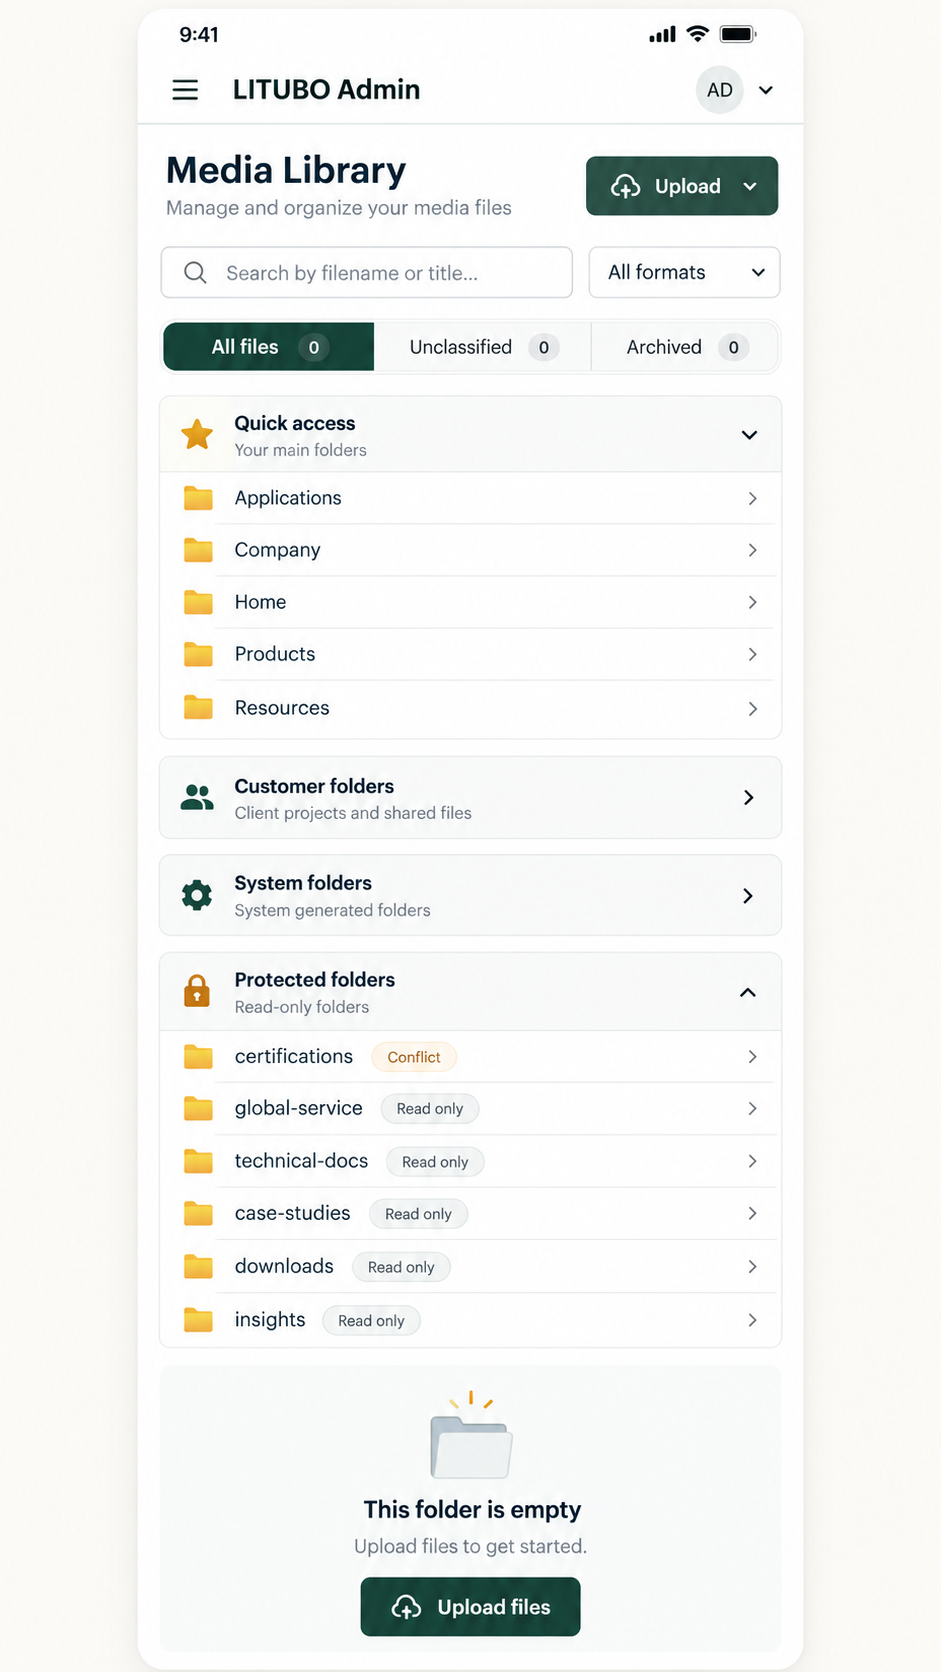 9:41
LITUBO Admin
AD
Media Library
Manage and organize your media files
Upload
Search by filename or title...
All formats
All files 0
Unclassified 0
Archived 0
Quick access
Your main folders
Applications
Company
Home
Products
Resources
Customer folders
Client projects and shared files
System folders
System generated folders
Protected folders
Read-only folders
certifications Conflict
global-service Read only
technical-docs Read only
case-studies Read only
downloads Read only
insights Read only
This folder is empty
Upload files to get started.
Upload files